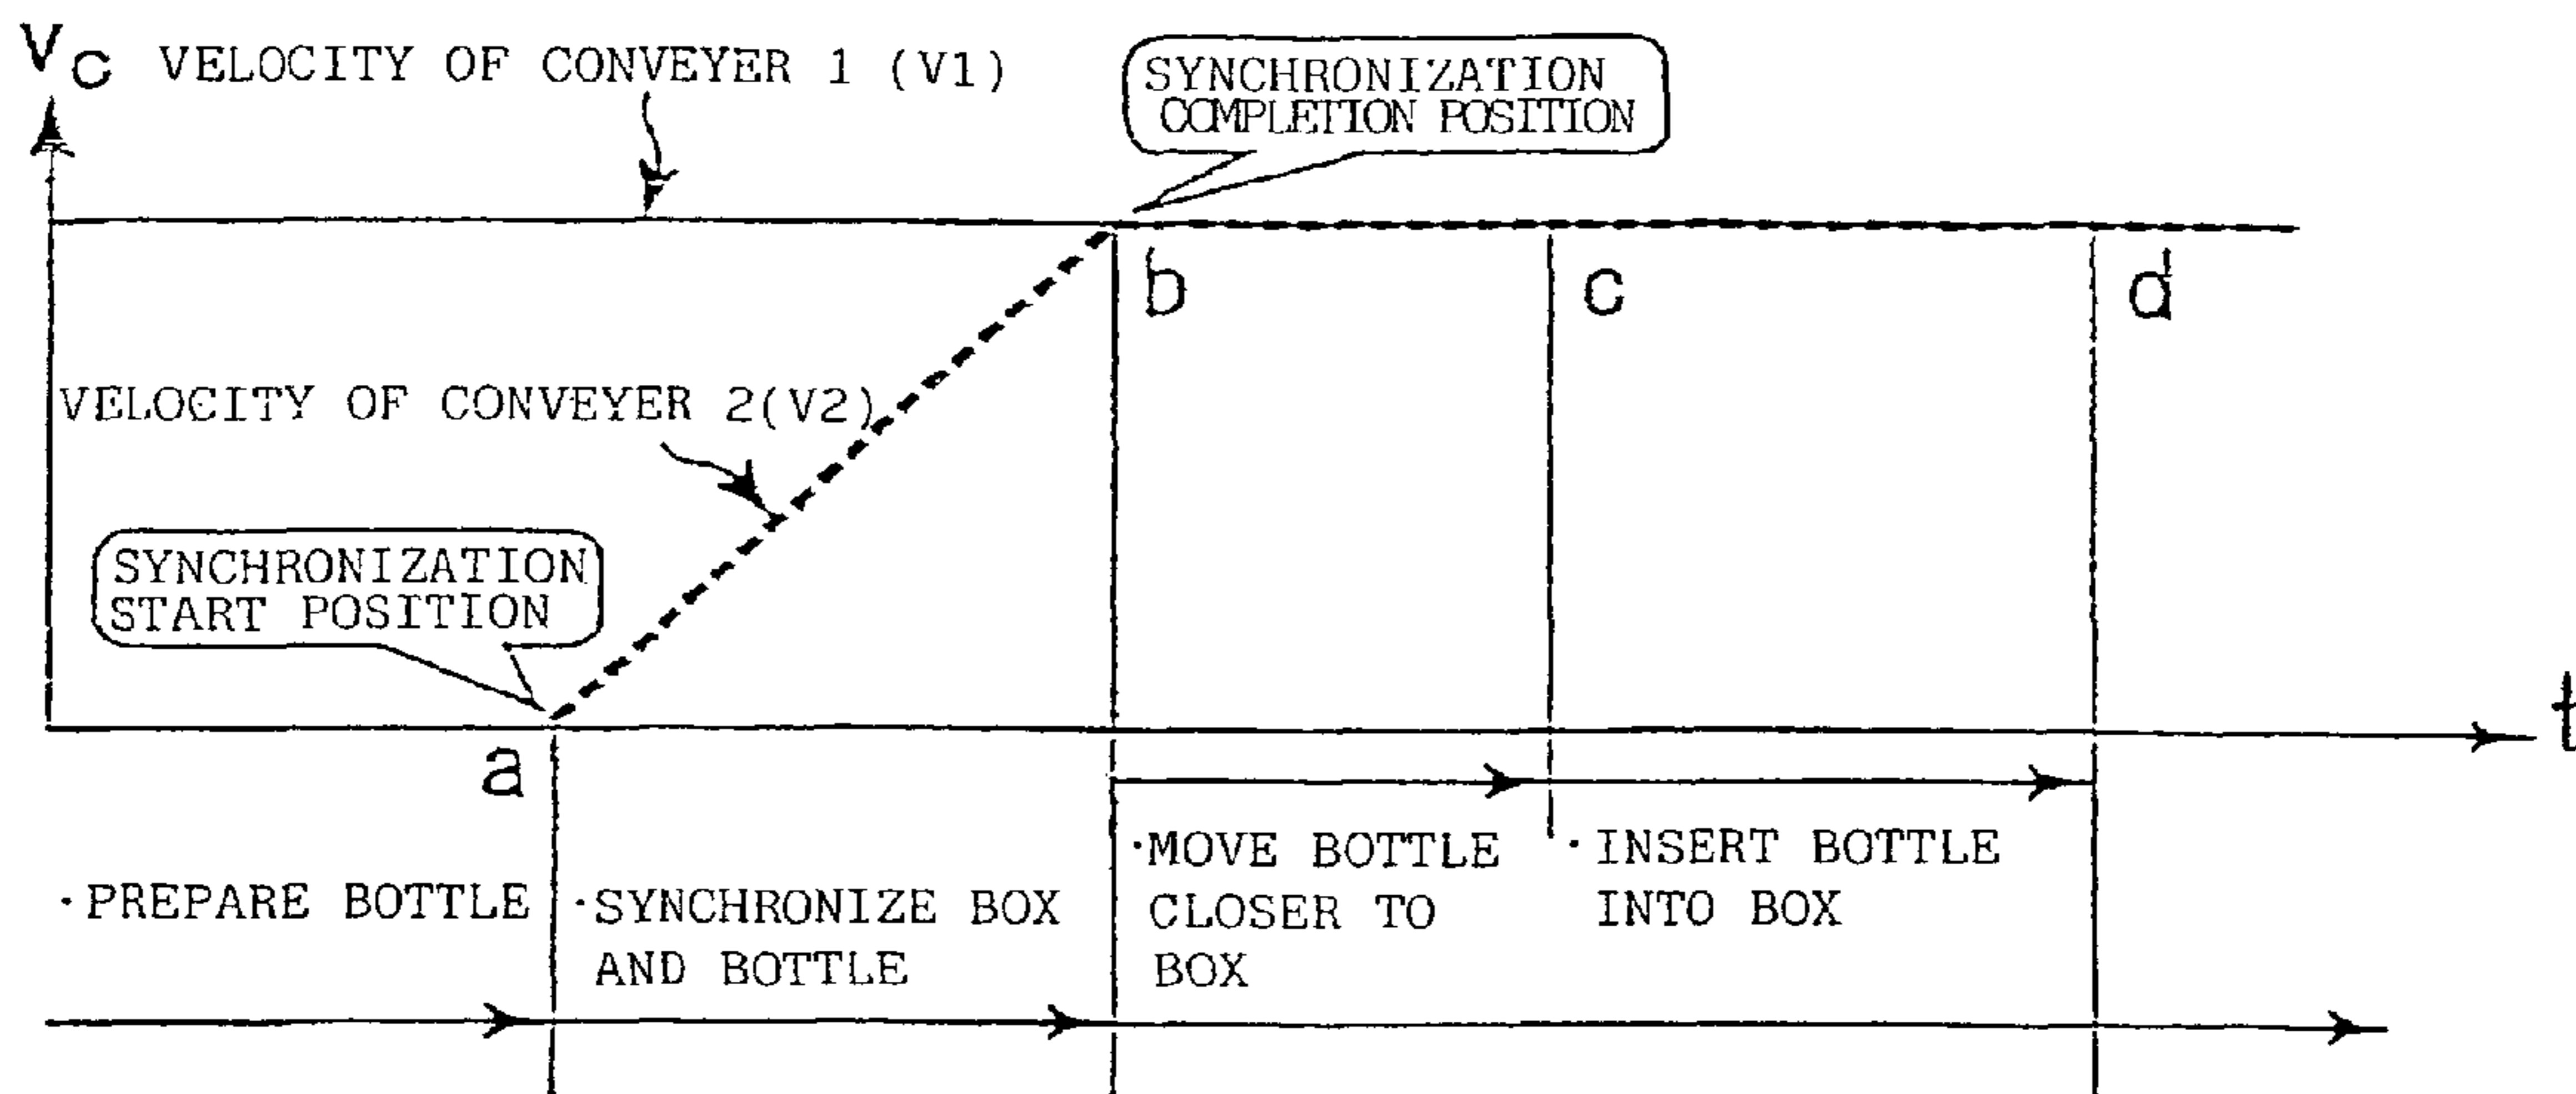 Vc VELOCITY OF CONVEYER 1 (V1)
SYNCHRONIZATION
COMPLETION POSITION
b
c
d
VELOCITY OF CONVEYER 2(V2)
SYNCHRONIZATION
START POSITION
t
a
·MOVE BOTTLE
CLOSER TO
BOX
·INSERT BOTTLE
INTO BOX
·PREPARE BOTTLE
·SYNCHRONIZE BOX
AND BOTTLE